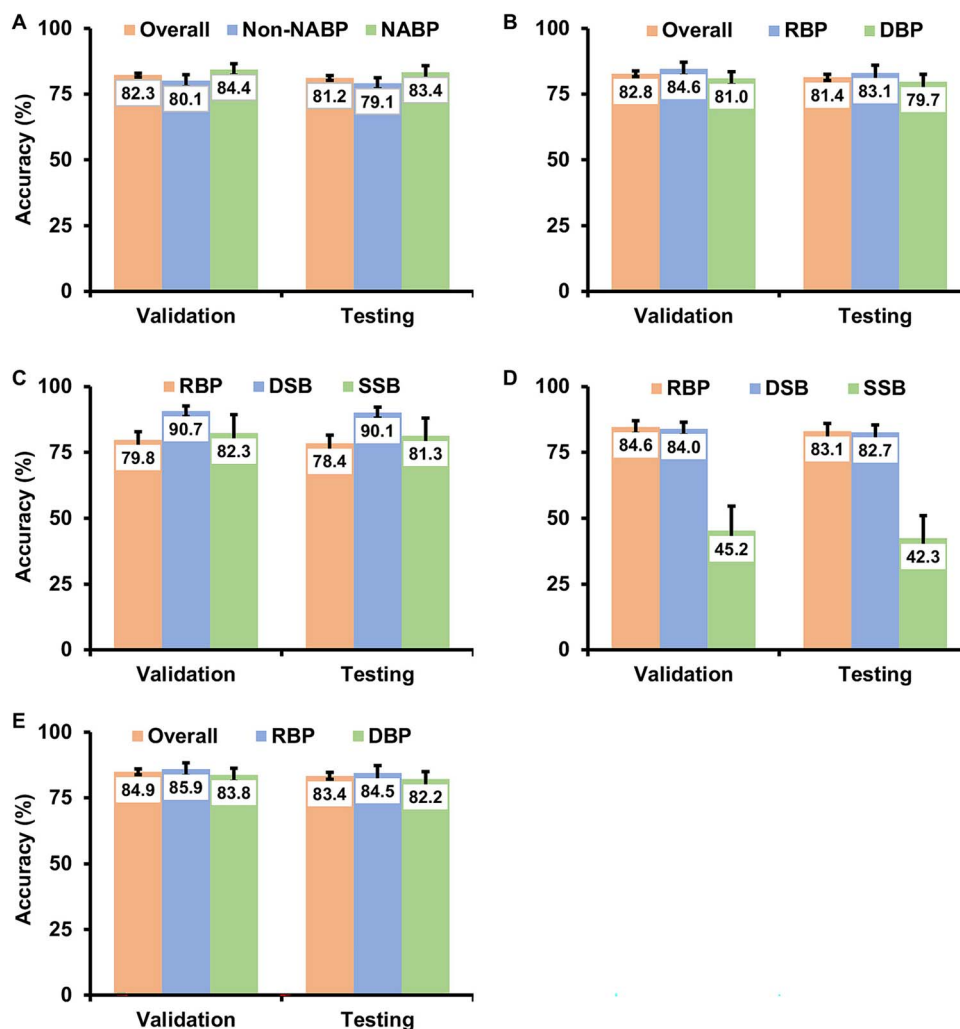 A
100
75
50
25
0
Accuracy (%)
Overall Non-NABP NABP
82.3 80.1 84.4 81.2 79.1 83.4
Validation Testing
B
100
75
50
25
0
Overall RBP DBP
82.8 84.6 81.0 81.4 83.1 79.7
Validation Testing
C
100
75
50
25
0
Accuracy (%)
RBP DSB SSB
79.8 90.7 82.3 78.4 90.1 81.3
Validation Testing
D
100
75
50
25
0
RBP DSB SSB
84.6 84.0 45.2 83.1 82.7 42.3
Validation Testing
E
100
75
50
25
0
Accuracy (%)
Overall RBP DBP
84.9 85.9 83.8 83.4 84.5 82.2
Validation Testing